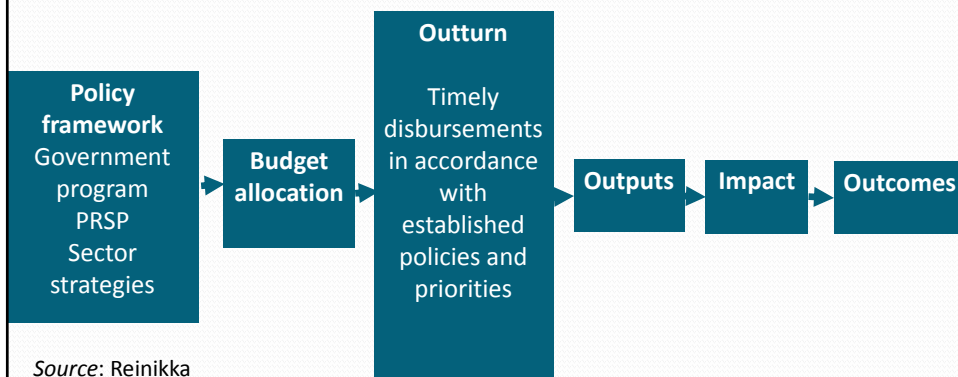 Policy
framework
Government
program
PRSP
Sector
strategies
Budget
allocation
Outturn
Timely
disbursements
in accordance
with
established
policies and
priorities
Outputs
Impact
Outcomes
Source: Reinikka